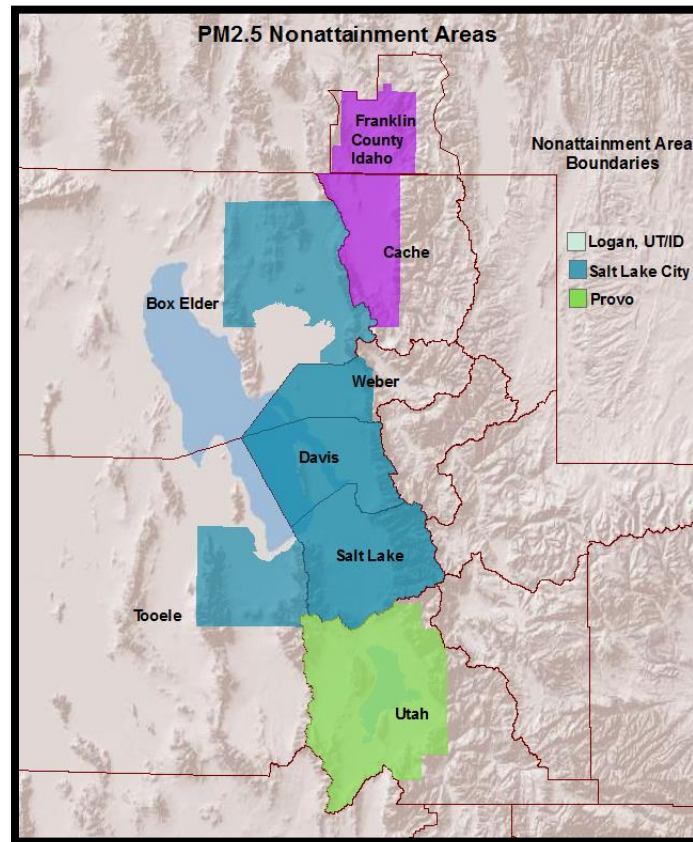 PM2.5 Nonattainment Areas
Franklin
County
Idaho
Nonattainment Area
Boundaries
Logan, UT/ID
Salt Lake City
Provo
Cache
Box Elder
Weber
Davis
Salt Lake
Tooele
Utah